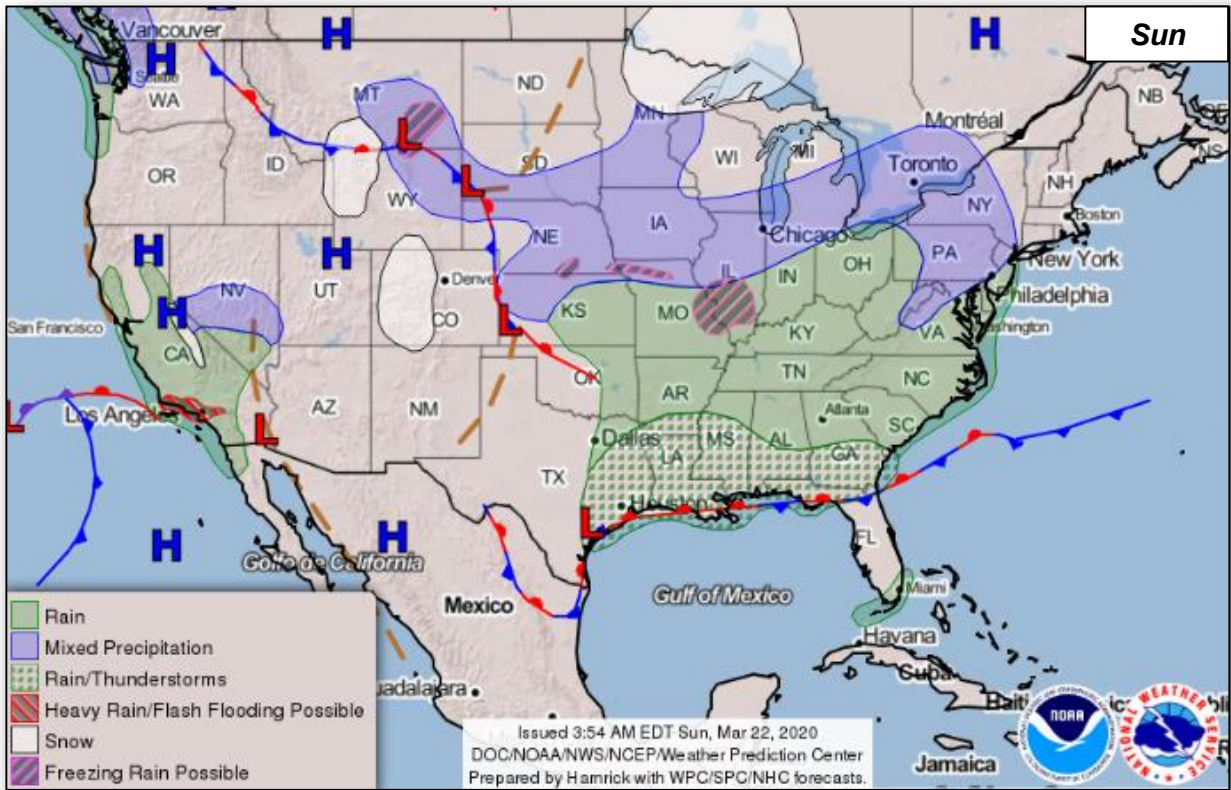 Sun
Vancouver
H
H
H
H
Seattle
WA
MT
ND
MN
Montréal
NB
NS
OR
ID
L
SD
WI
MI
Toronto
NH
Boston
WY
L
NY
H
H
NE
IA
Chicago
PA
New York
NV
UT
Denve
IL
IN
OH
Philadelphia
San Francisco
H
CO
L
KS
MO
KY
VA
ashington
CA
OK
AR
TN
NC
L
Los Angeles
L
AZ
NM
Dallas
MS
AL
Atlanta
SC
LA
GA
TX
Houston
L
H
H
Golfo de California
FL
Mexico
Gulf of Mexico
Miami
Havana
Cuba
Rain
Mixed Precipitation
Rain/Thunderstorms
Heavy Rain/Flash Flooding Possible
Snow
Freezing Rain Possible
uadalajara
Issued 3:54 AM EDT Sun, Mar 22, 2020
DOC/NOAA/NWS/NCEP/Weather Prediction Center
Prepared by Hamrick with WPC/SPC/NHC forecasts.
Jamaica
NOAA
NATIONAL WEATHER SERVICE